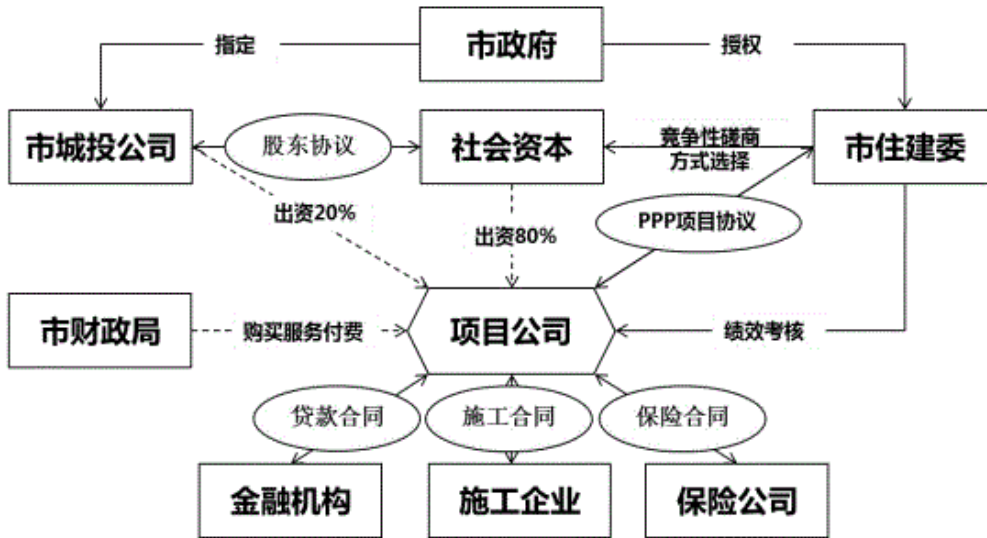 市政府
指定
授权
市城投公司
股东协议
社会资本
竞争性磋商
方式选择
市住建委
出资20%
出资80%
PPP项目协议
市财政局
购买服务付费
项目公司
绩效考核
贷款合同
施工合同
保险合同
金融机构
施工企业
保险公司